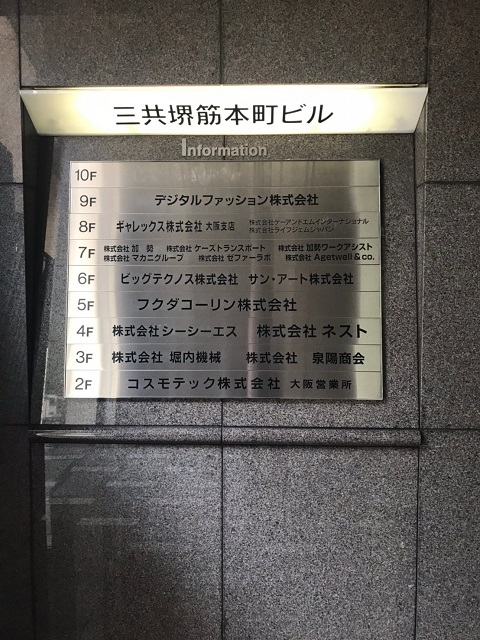 三共堺筋本町ビル
Information
10F
9F デジタルファッション株式会社
8F ギャレックス株式会社 大阪支店 株式会社ケーアンドエムインターナショナル
株式会社ライフジェムジャパン
7F 株式会社 加勢 株式会社 ケーズトランスポート 株式会社 加勢ワークアシスト
株式会社 マカニグループ 株式会社 ゼファーラボ 株式会社 Agetwell & co.
6F ビッグテクノス株式会社 サン・アート株式会社
5F フクダコーリン株式会社
4F 株式会社 シーシーエス 株式会社 ネスト
3F 株式会社 堀内機械 株式会社 泉陽商会
2F コスモテック株式会社 大阪営業所